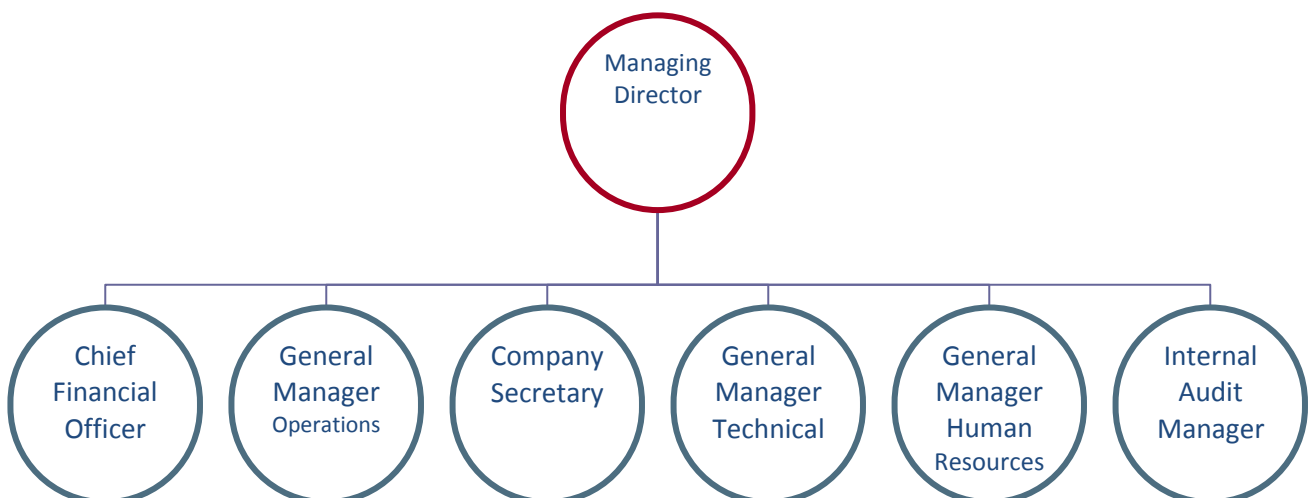 Managing
Director
Chief
Financial
Officer
General
Manager
Operations
Company
Secretary
General
Manager
Technical
General
Manager
Human
Resources
Internal
Audit
Manager